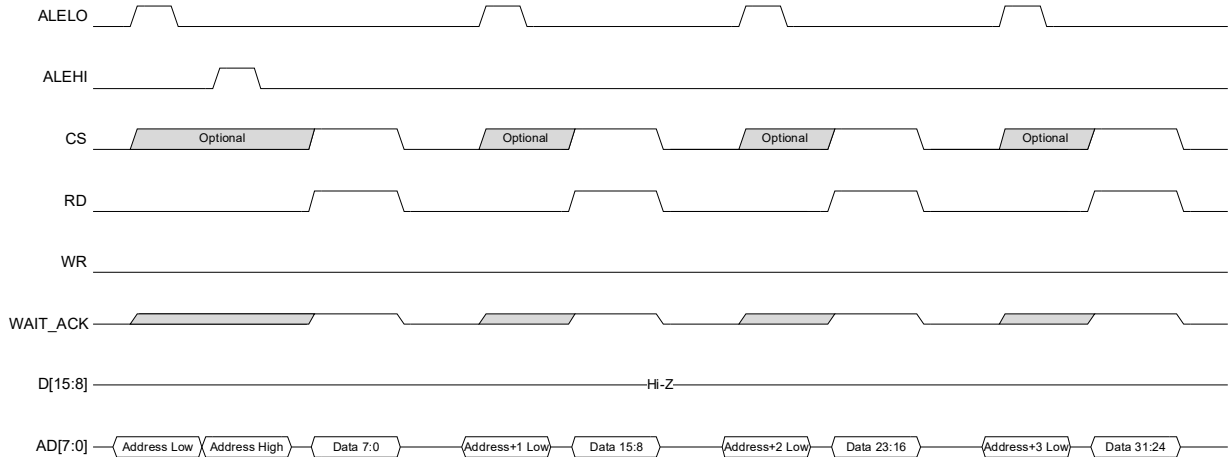 ALELO
ALEHI
CS Optional Optional Optional Optional
RD
WR
WAIT_ACK
D[15:8] Hi-Z
AD[7:0] Address Low Address High Data 7:0 Address+1 Low Data 15:8 Address+2 Low Data 23:16 Address+3 Low Data 31:24